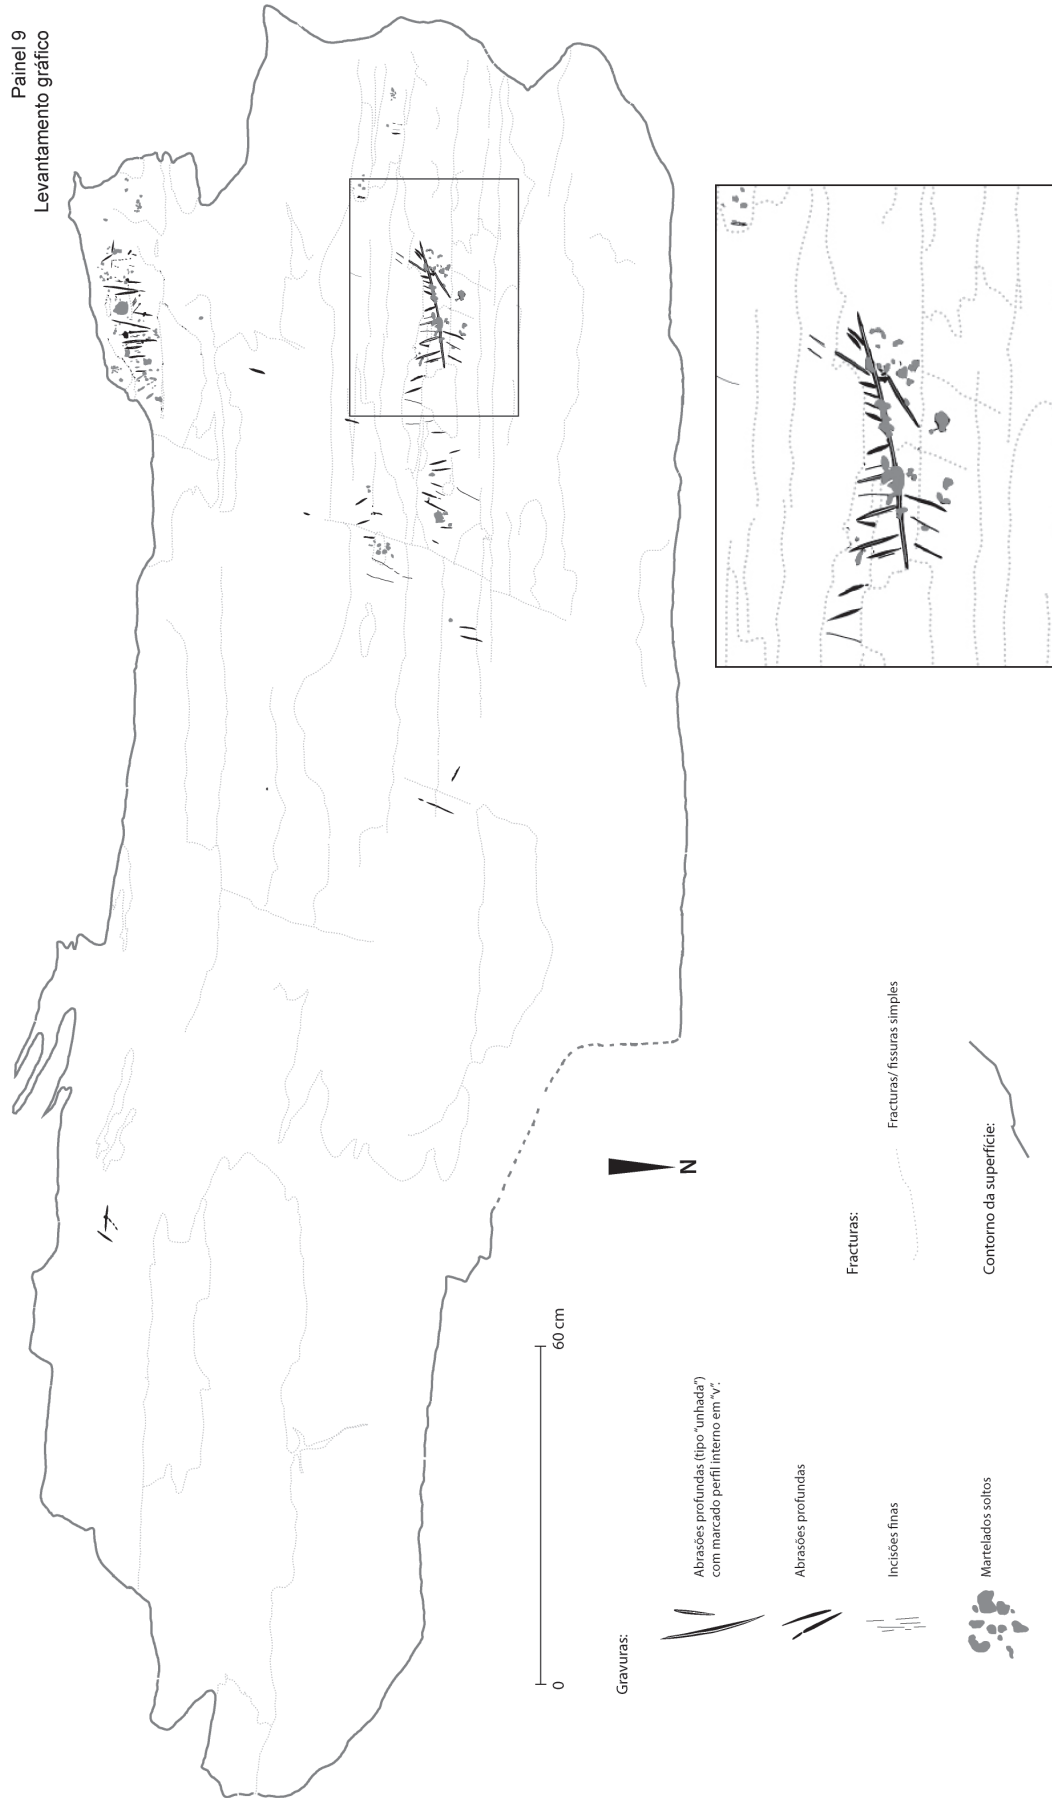 Painel 9
Levantamento gráfico
N
0
60 cm
Gravuras:
Abrasões profundas (tipo "unhada")
com marcado perfil interno em "v".
Abrasões profundas
Incisões finas
Martelados soltos
Fracturas:
Fracturas/ fissuras simples
Contorno da superfície: